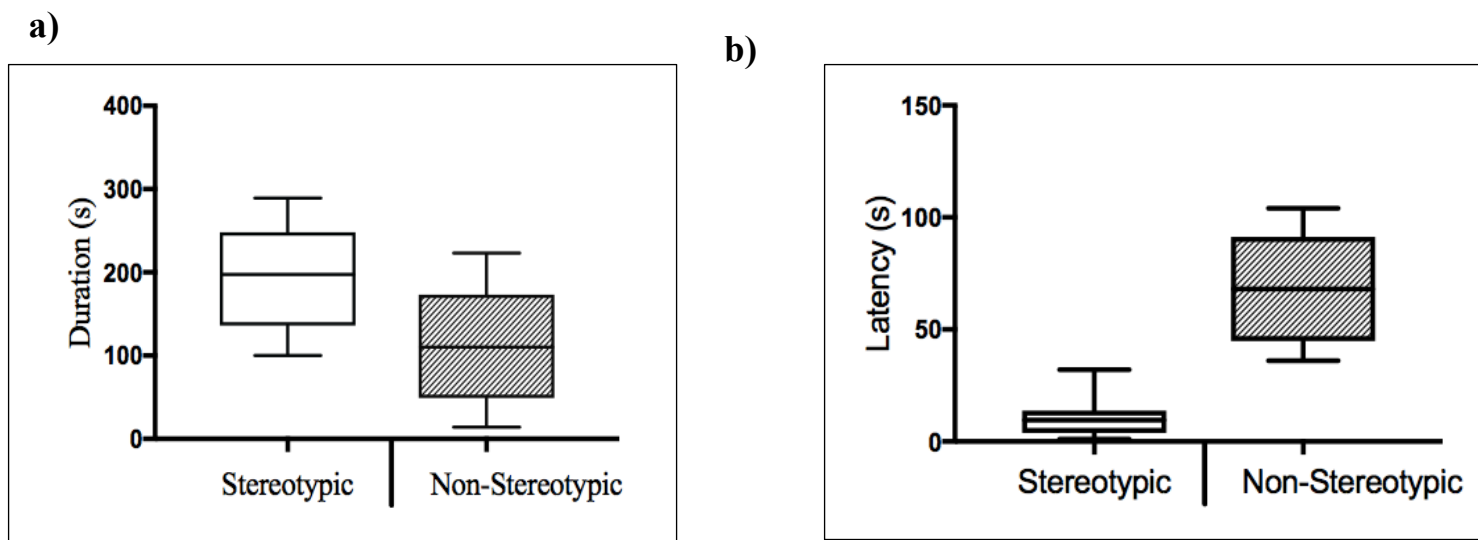 a)
400
300
200
100
0
Duration (s)
Stereotypic
Non-Stereotypic
b)
150
100
50
0
Latency (s)
Stereotypic
Non-Stereotypic